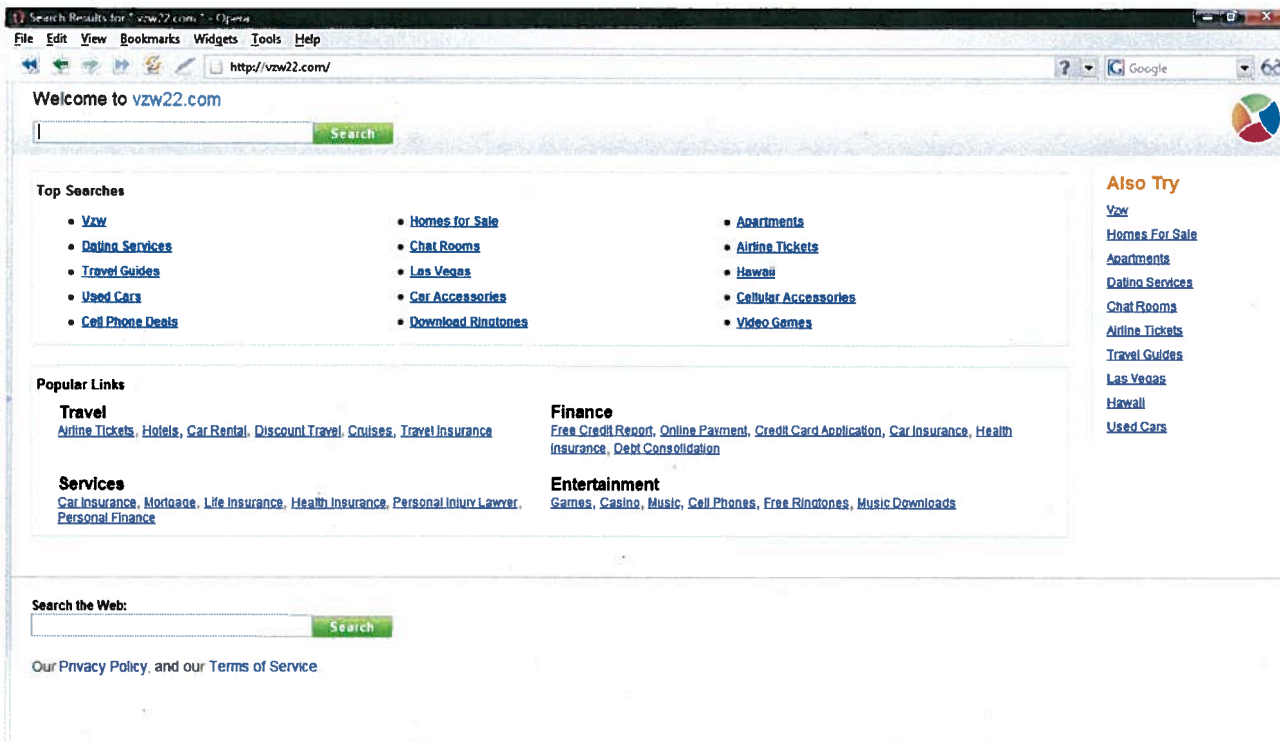 Search Results for " vzw22.com " - Opera
File Edit View Bookmarks Widgets Tools Help
http://vzw22.com/ ? Google
Welcome to vzw22.com
Search
Top Searches
Vzw Homes for Sale Apartments
Dating Services Chat Rooms Airline Tickets
Travel Guides Las Vegas Hawaii
Used Cars Car Accessories Cellular Accessories
Cell Phone Deals Download Ringtones Video Games
Also Try
Vzw
Homes For Sale
Apartments
Dating Services
Chat Rooms
Airline Tickets
Travel Guides
Las Vegas
Hawaii
Used Cars
Popular Links
Travel
Airline Tickets, Hotels, Car Rental, Discount Travel, Cruises, Travel Insurance
Finance
Free Credit Report, Online Payment, Credit Card Application, Car Insurance, Health
Insurance, Debt Consolidation
Services
Car Insurance, Mortgage, Life Insurance, Health Insurance, Personal Injury Lawyer,
Personal Finance
Entertainment
Games, Casino, Music, Cell Phones, Free Ringtones, Music Downloads
Search the Web:
Search
Our Privacy Policy, and our Terms of Service